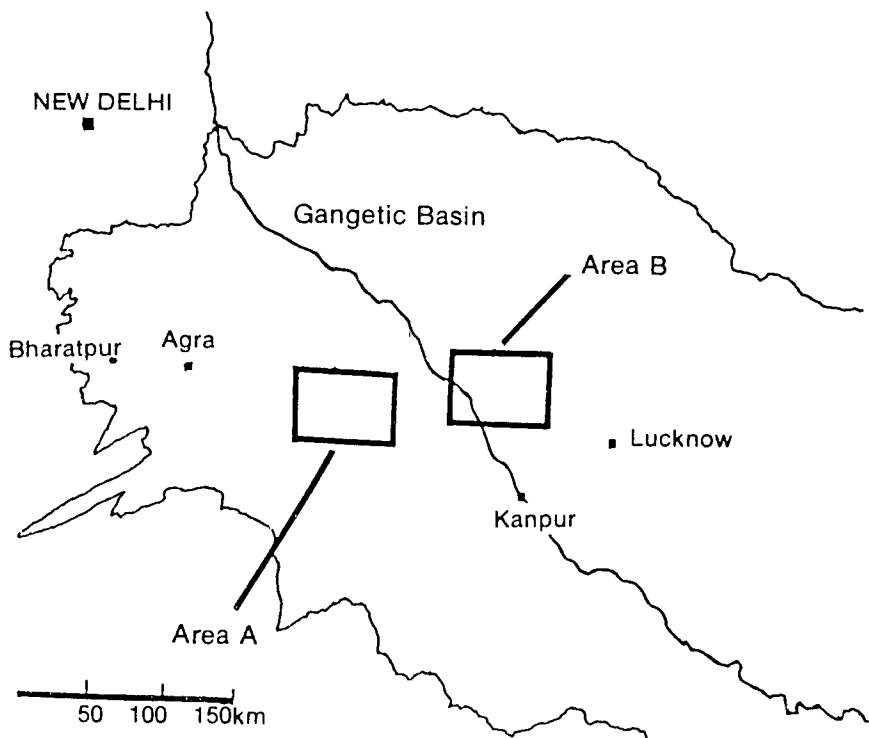 NEW DELHI
Gangetic Basin
Area B
Bharatpur
Agra
Lucknow
Kanpur
Area A
50 100 150km